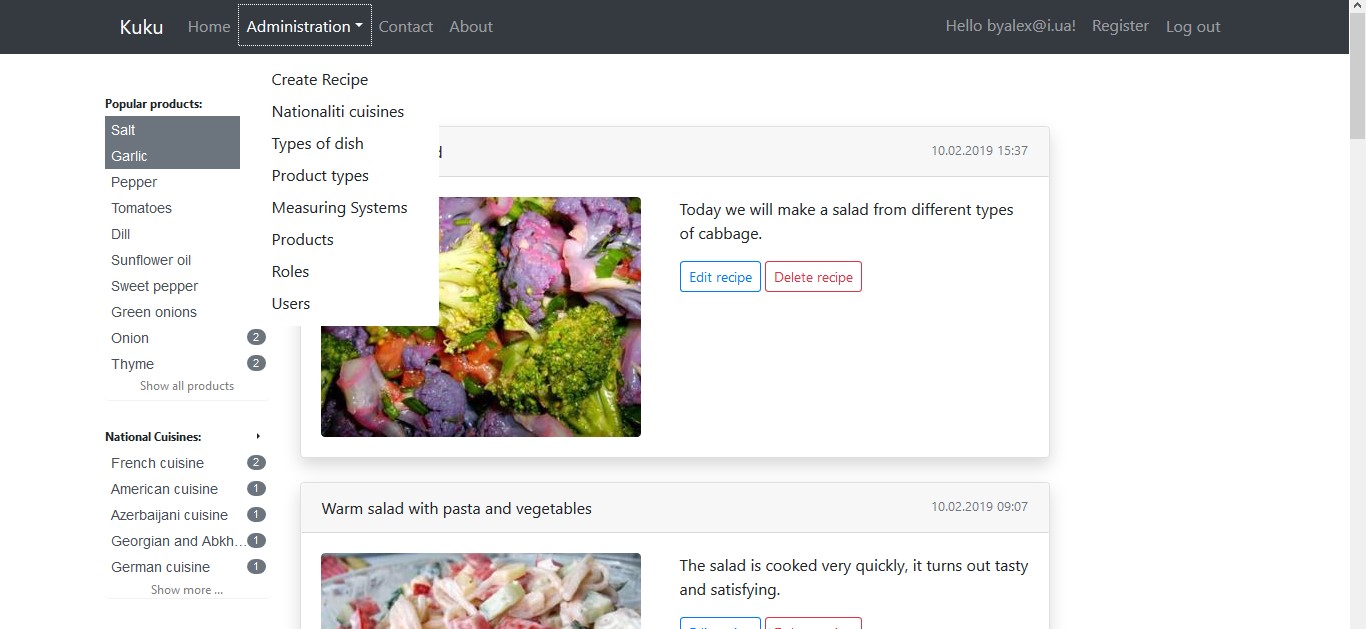 Kuku Home Administration Contact About Hello byalex@i.ua! Register Log out
Create Recipe
Nationaliti cuisines
Types of dish
Product types
Measuring Systems
Products
Roles
Users
Popular products:
Salt
Garlic
Pepper
Tomatoes
Dill
Sunflower oil
Sweet pepper
Green onions
Onion 2
Thyme 2
Show all products
National Cuisines:
French cuisine 2
American cuisine 1
Azerbaijani cuisine 1
Georgian and Abkh... 1
German cuisine 1
Show more ...
10.02.2019 15:37
Today we will make a salad from different types
of cabbage.
Edit recipe Delete recipe
Warm salad with pasta and vegetables 10.02.2019 09:07
The salad is cooked very quickly, it turns out tasty
and satisfying.